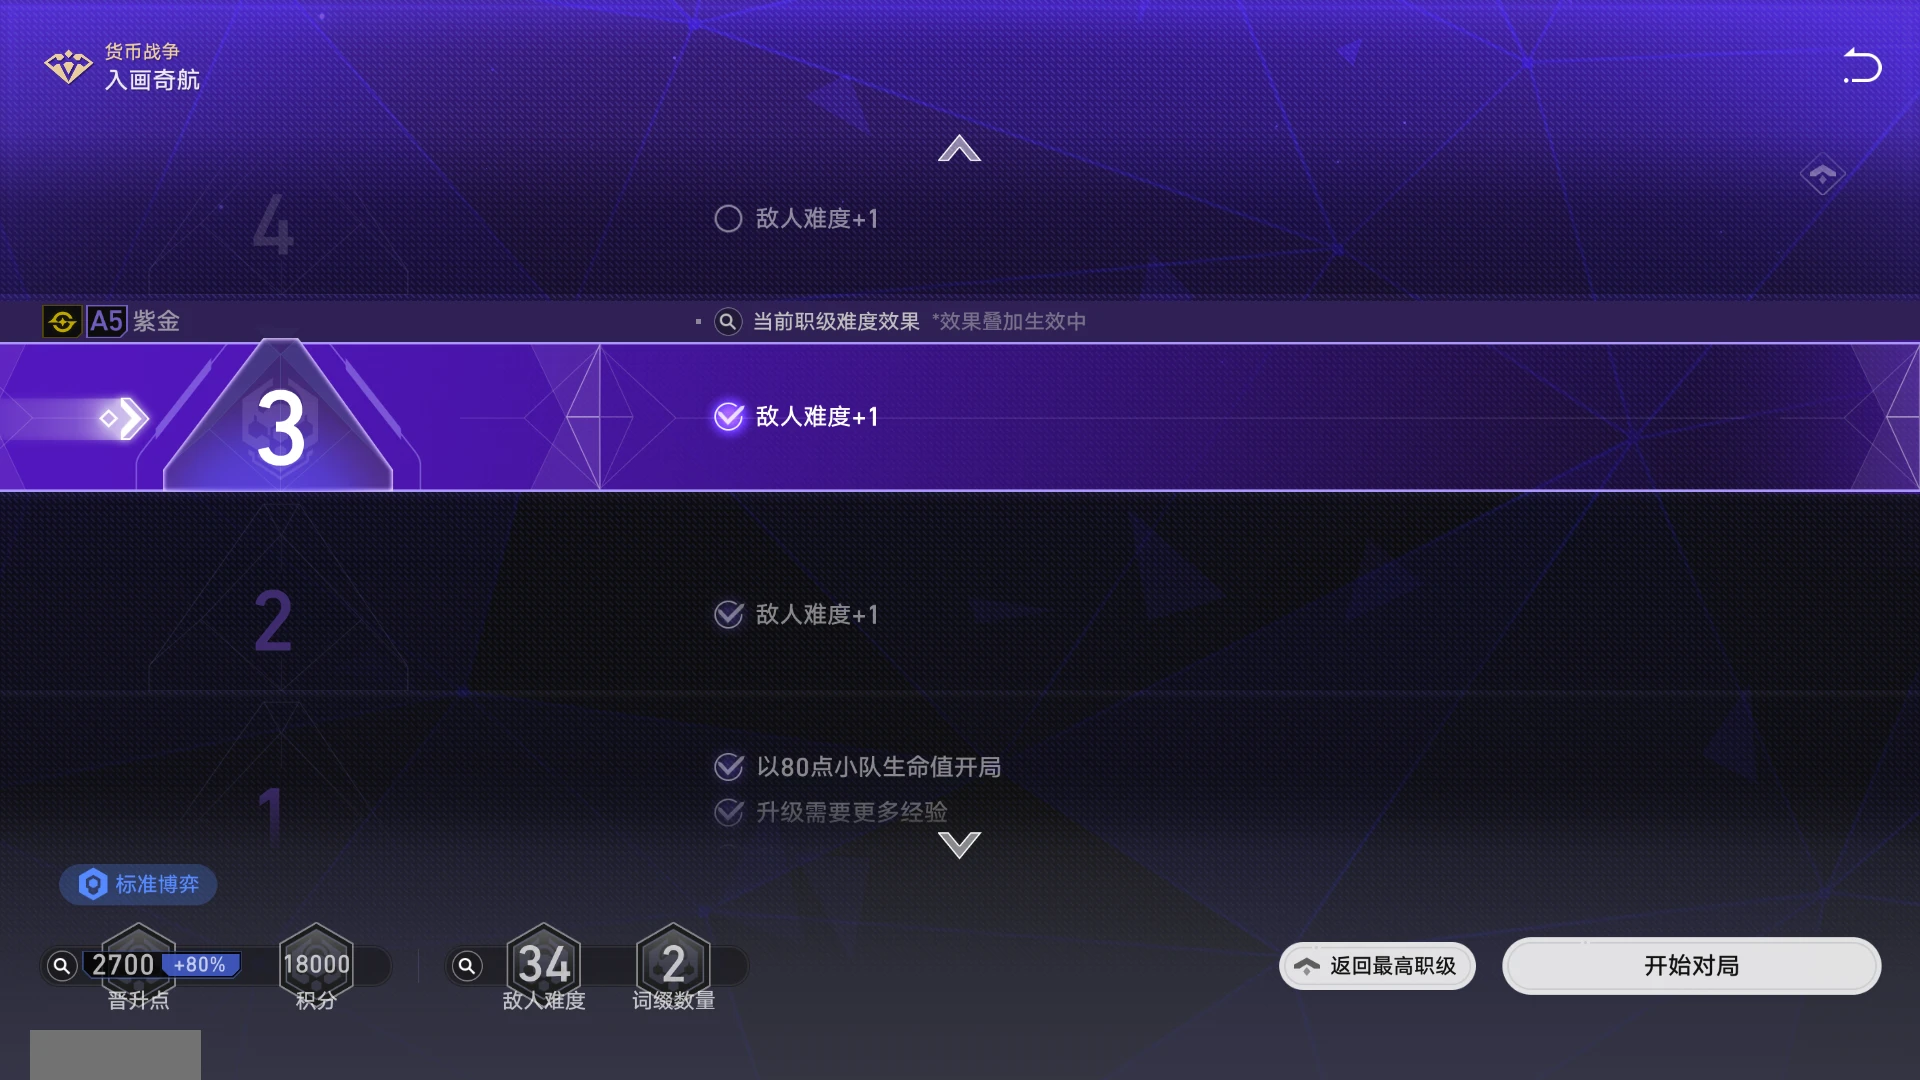 货币战争
入画奇航
4
敌人难度+1
A5 紫金
当前职级难度效果 *效果叠加生效中
3
敌人难度+1
2
敌人难度+1
1
以80点小队生命值开局
升级需要更多经验
标准博弈
2700 +80%
晋升点
18000
积分
34
敌人难度
2
词缀数量
返回最高职级
开始对局